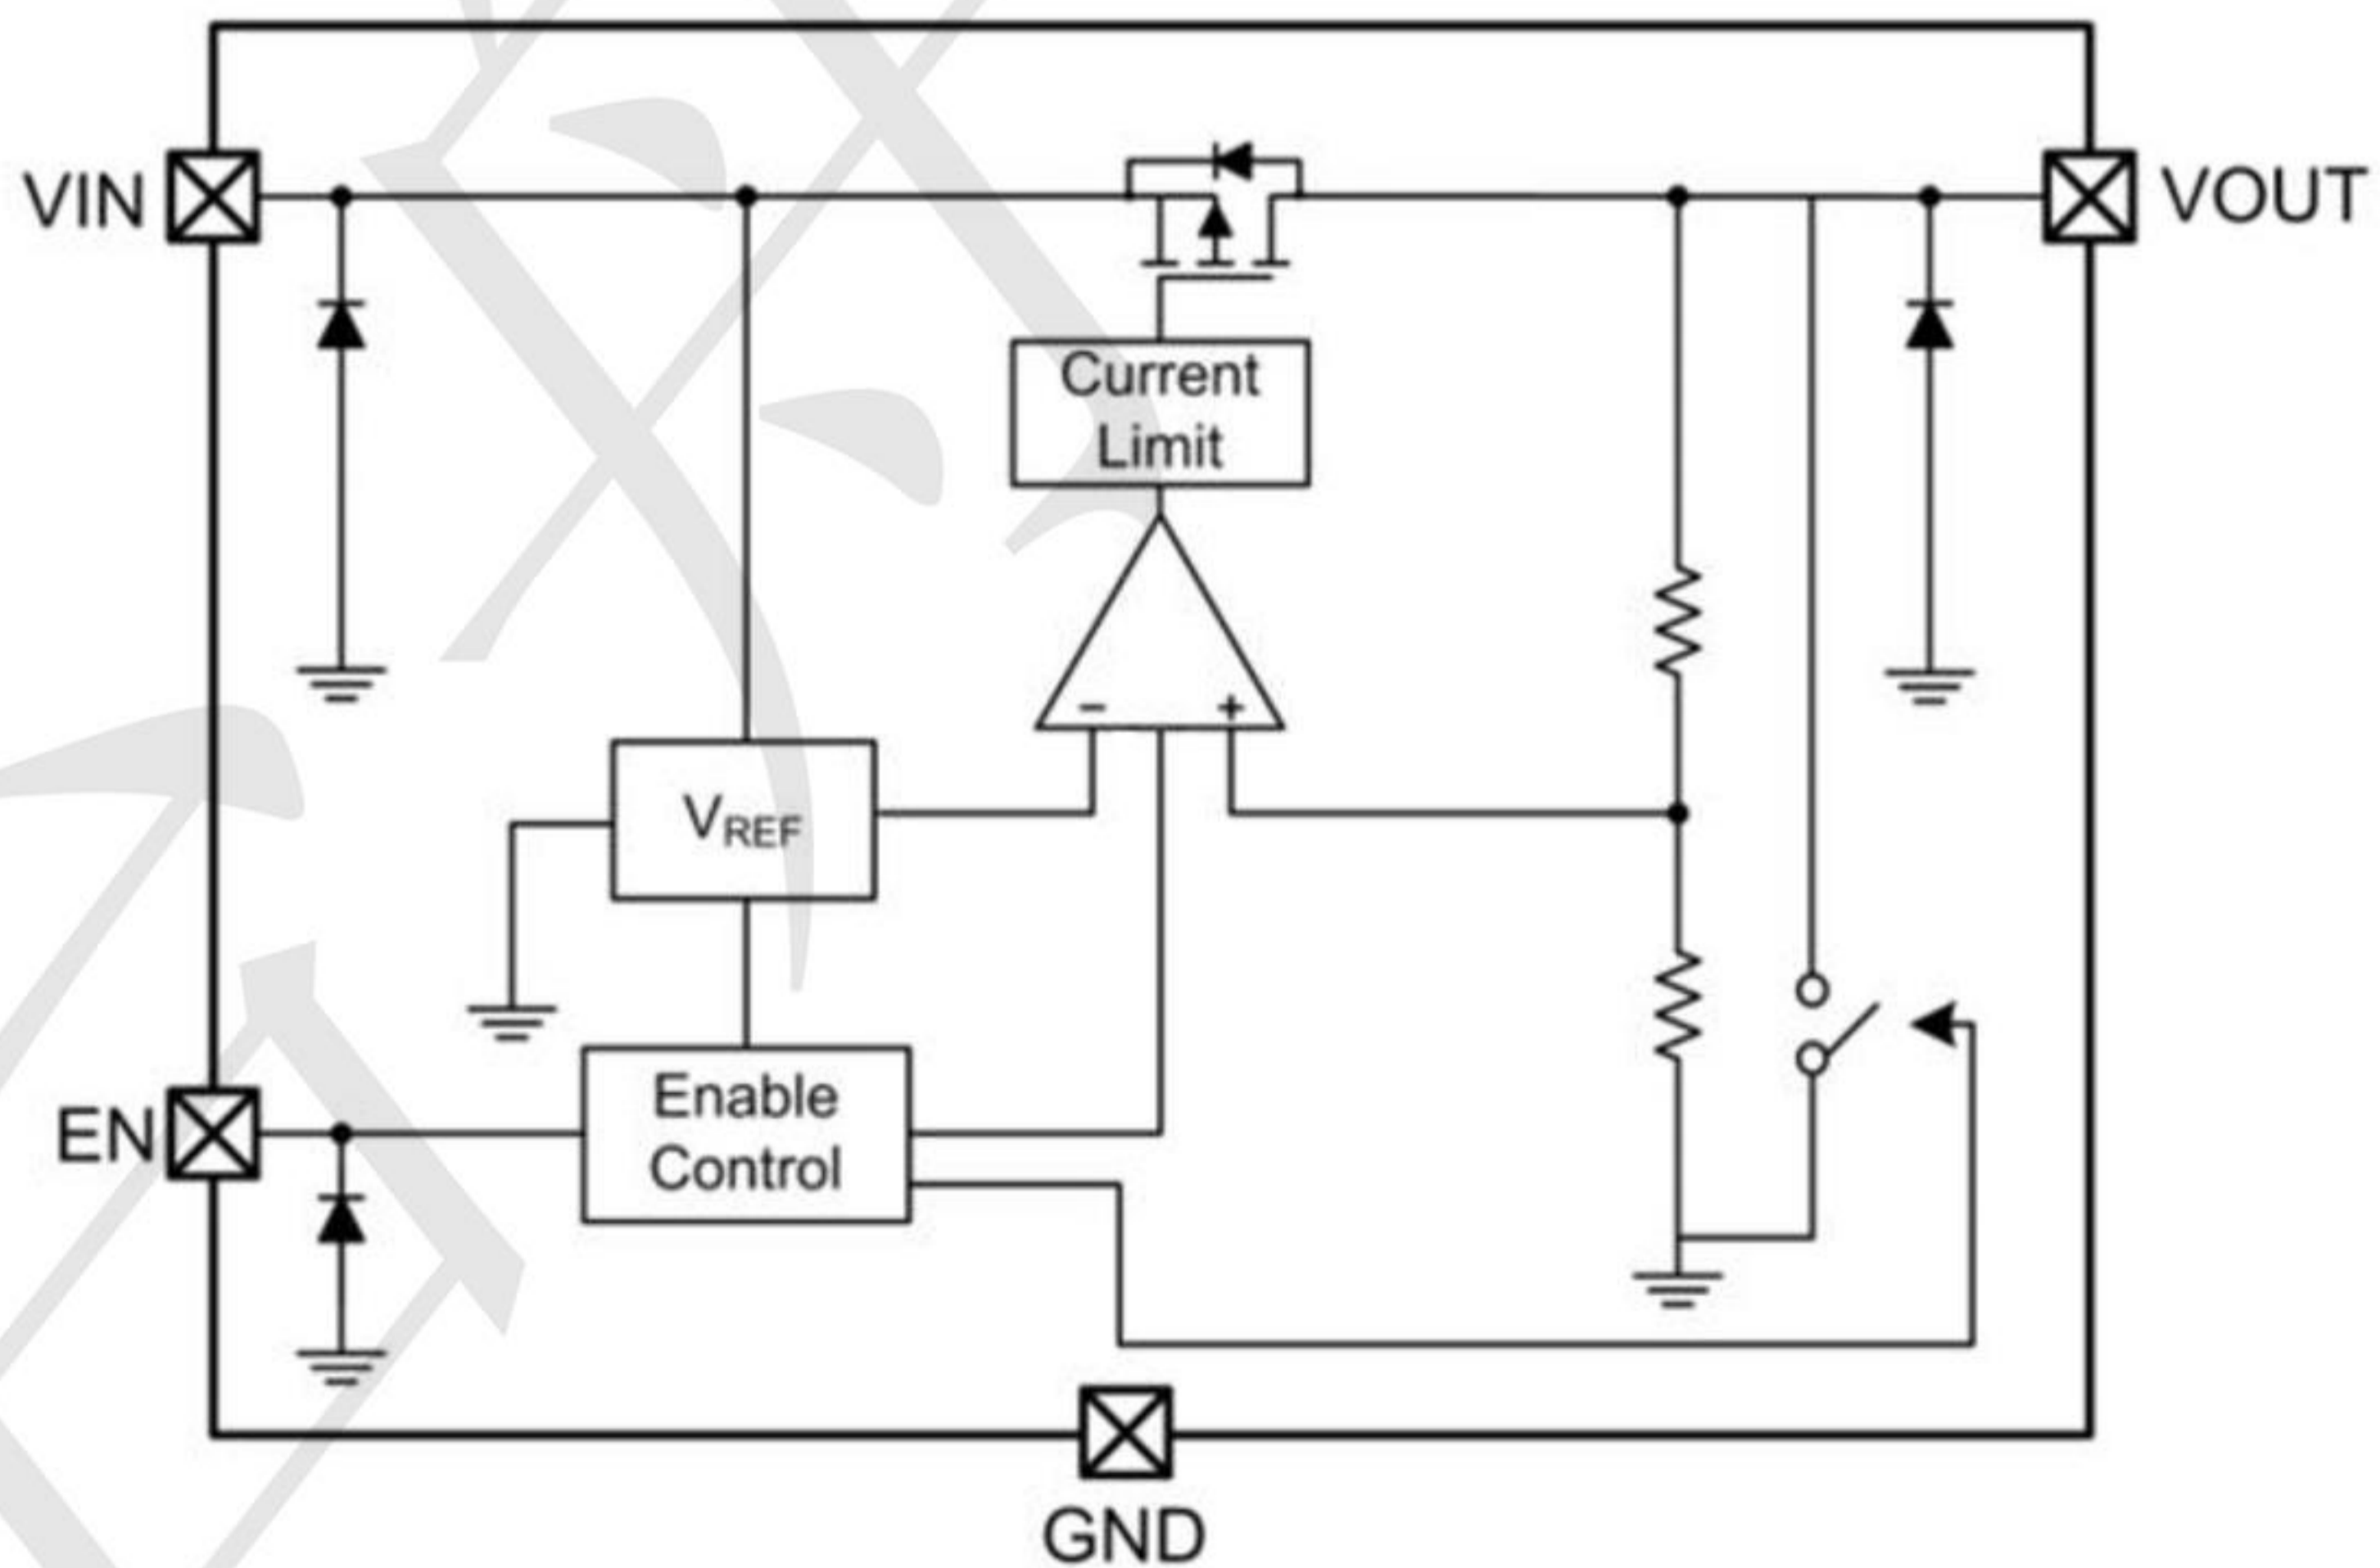 VIN
VOUT
Current
Limit
− +
VREF
Enable
Control
EN
GND